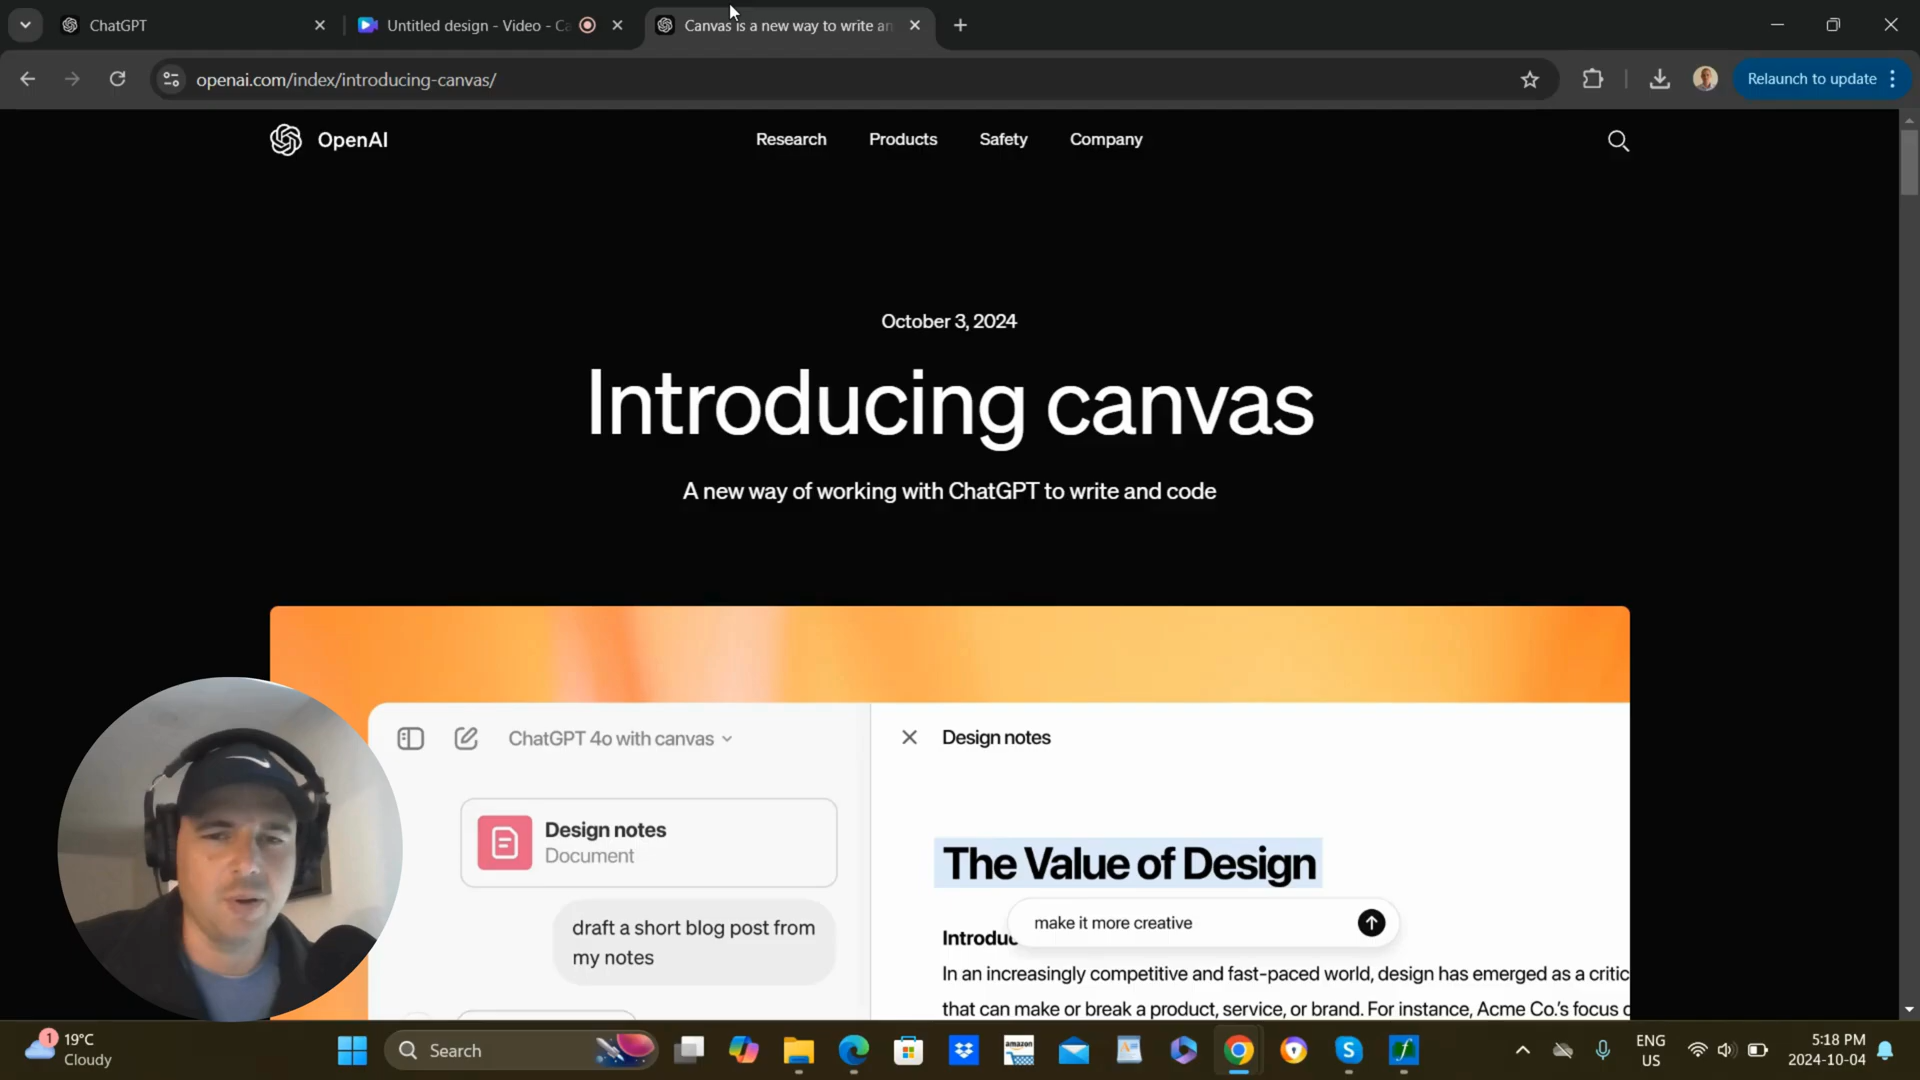 ChatGPT
Untitled design - Video - Ca
Canvas is a new way to write an
openai.com/index/introducing-canvas/
Relaunch to update
OpenAI
Research
Products
Safety
Company
October 3, 2024
Introducing canvas
A new way of working with ChatGPT to write and code
ChatGPT 4o with canvas
Design notes
Document
draft a short blog post from
my notes
Design notes
The Value of Design
make it more creative
Introduc
In an increasingly competitive and fast-paced world, design has emerged as a critic
that can make or break a product, service, or brand. For instance, Acme Co.'s focus o
1
19°C
Cloudy
Search
amazon
ENG
US
5:18 PM
2024-10-04